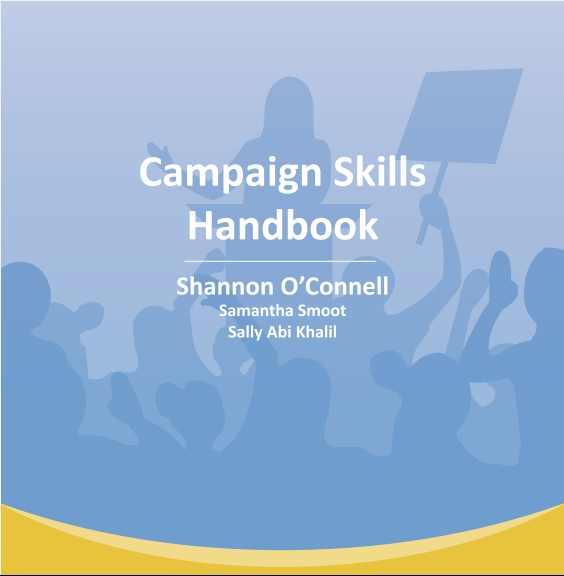 Campaign Skills
Handbook
Shannon O’Connell
Samantha Smoot
Sally Abi Khalil